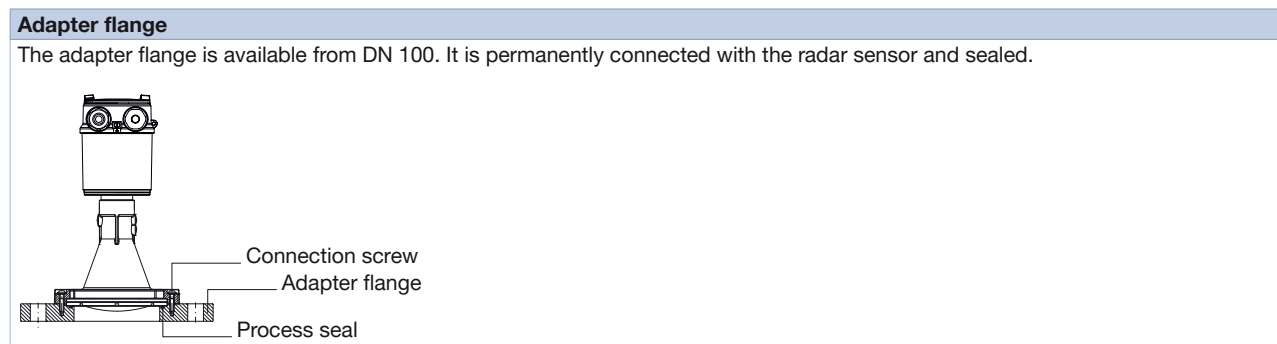 Adapter flange
The adapter flange is available from DN 100. It is permanently connected with the radar sensor and sealed.
Connection screw
Adapter flange
Process seal